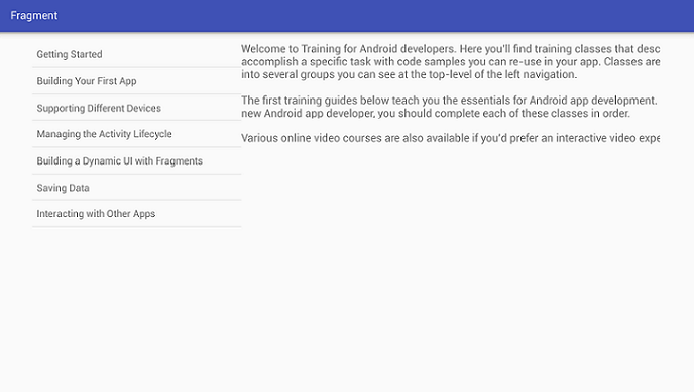 Fragment
Getting Started
Building Your First App
Supporting Different Devices
Managing the Activity Lifecycle
Building a Dynamic UI with Fragments
Saving Data
Interacting with Other Apps
Welcome to Training for Android developers. Here you'll find training classes that desc
accomplish a specific task with code samples you can re-use in your app. Classes are
into several groups you can see at the top-level of the left navigation.
The first training guides below teach you the essentials for Android app development.
new Android app developer, you should complete each of these classes in order.
Various online video courses are also available if you'd prefer an interactive video expe